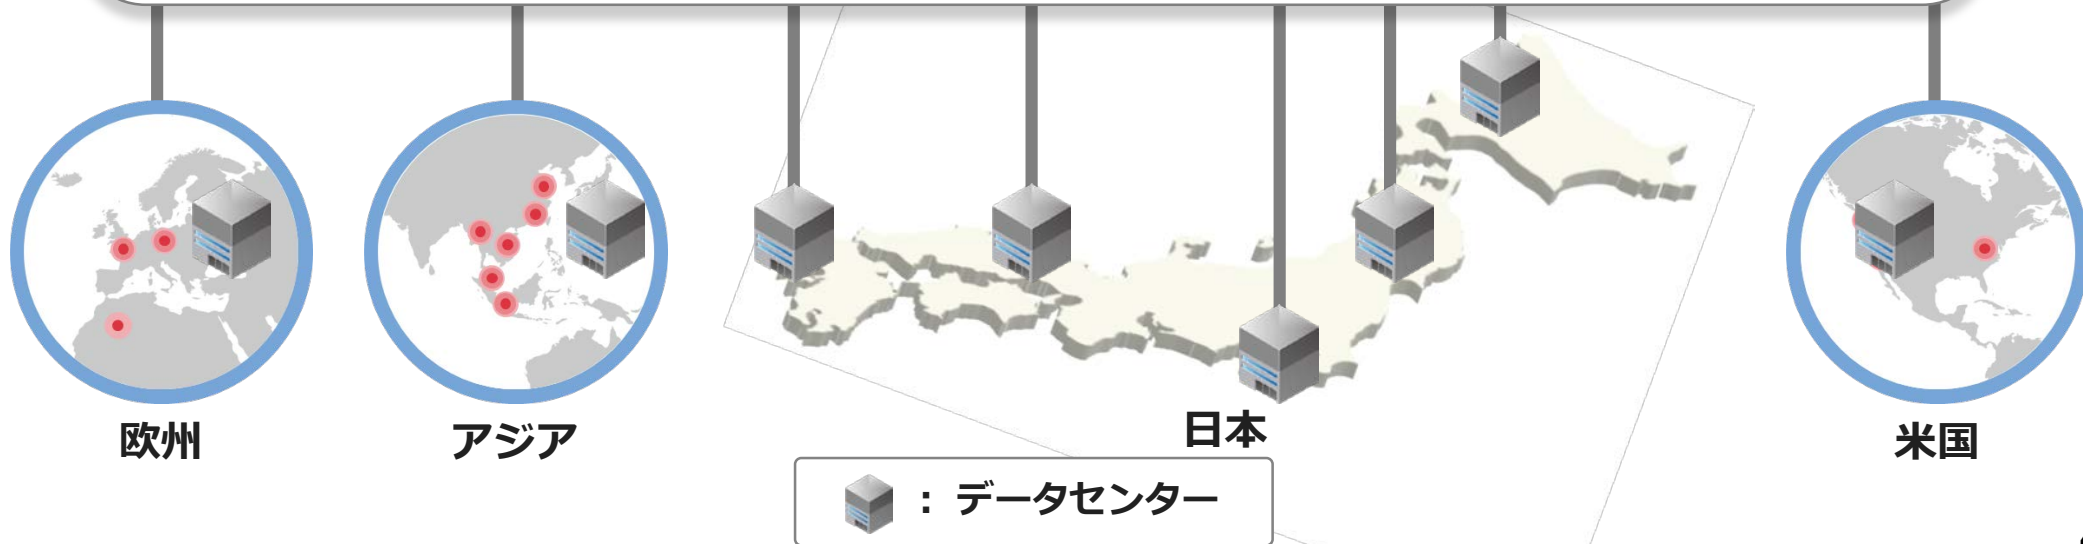 欧州
アジア
日本
米国
：データセンター